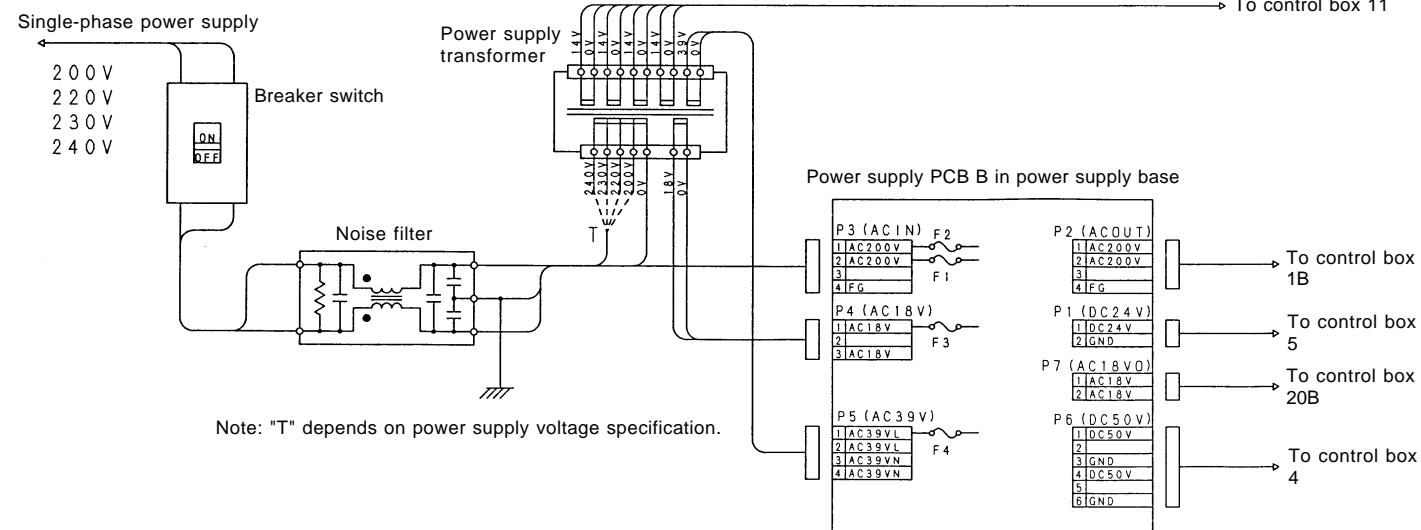 To control box 11
Single-phase power supply
200V
220V
230V
240V
Breaker switch
ON
OFF
Power supply
transformer
14V
0V
14V
0V
14V
0V
14V
0V
39V
0V
240V
230V
220V
200V
0V
18V
0V
T
Noise filter
Note: "T" depends on power supply voltage specification.
Power supply PCB B in power supply base
P3 (ACIN)
F2
1 AC200V
2 AC200V
3
4 FG
F1
P4 (AC18V)
1 AC18V
2
3 AC18V
F3
P5 (AC39V)
1 AC39VL
2 AC39VL
3 AC39VN
4 AC39VN
F4
P2 (ACOUT)
1 AC200V
2 AC200V
3
4 FG
To control box
1B
P1 (DC24V)
1 DC24V
2 GND
To control box
5
P7 (AC18VO)
1 AC18V
2 AC18V
To control box
20B
P6 (DC50V)
1 DC50V
2
3 GND
4 DC50V
5
6 GND
To control box
4